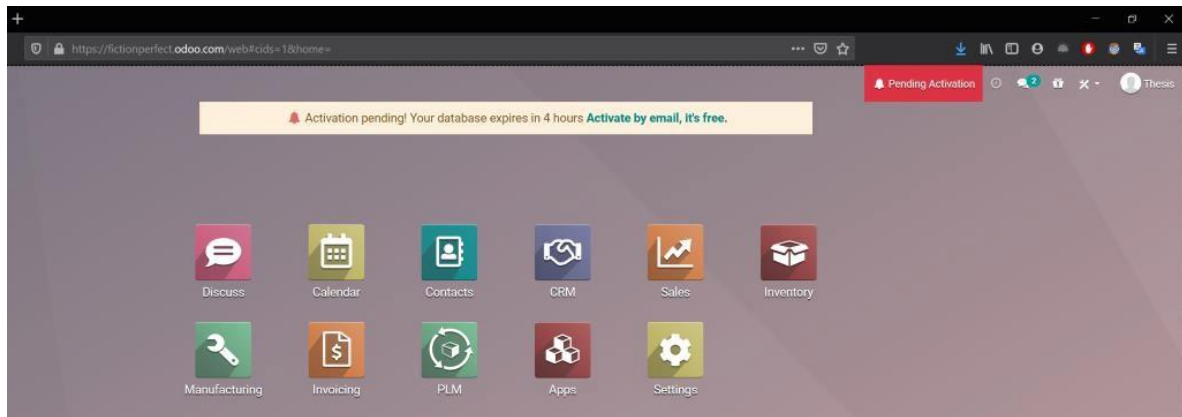 https://fictionperfect.odoo.com/web#cids=1&home=
Pending Activation
2
Thesis
Activation pending! Your database expires in 4 hours Activate by email, it's free.
Discuss
Calendar
Contacts
CRM
Sales
Inventory
Manufacturing
Invoicing
PLM
Apps
Settings